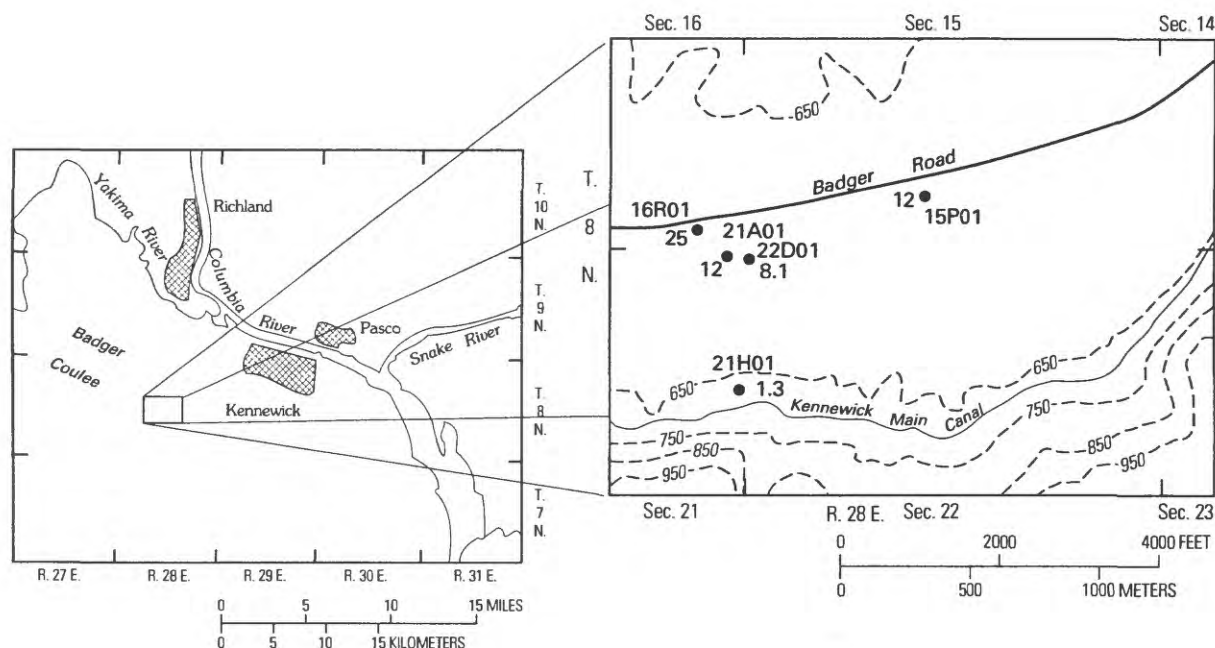 Yakima
River
Richland
Columbia
River
Pasco
Snake River
Badger
Coulee
Kennewick
T.
10
N.
T.
9
N.
T.
8
N.
T.
7
N.
R. 27 E.
R. 28 E.
R. 29 E.
R. 30 E.
R. 31 E.
0
5
10
15 MILES
0
5
10
15 KILOMETERS
Sec. 16
Sec. 15
Sec. 14
T.
8
N.
650
Badger
Road
16R01
25
21A01
12
22D01
8.1
12
15P01
21H01
1.3
650
650
Kennewick
Main
Canal
750
750
850
850
950
950
Sec. 21
R. 28 E.
Sec. 22
Sec. 23
0
2000
4000 FEET
0
500
1000 METERS